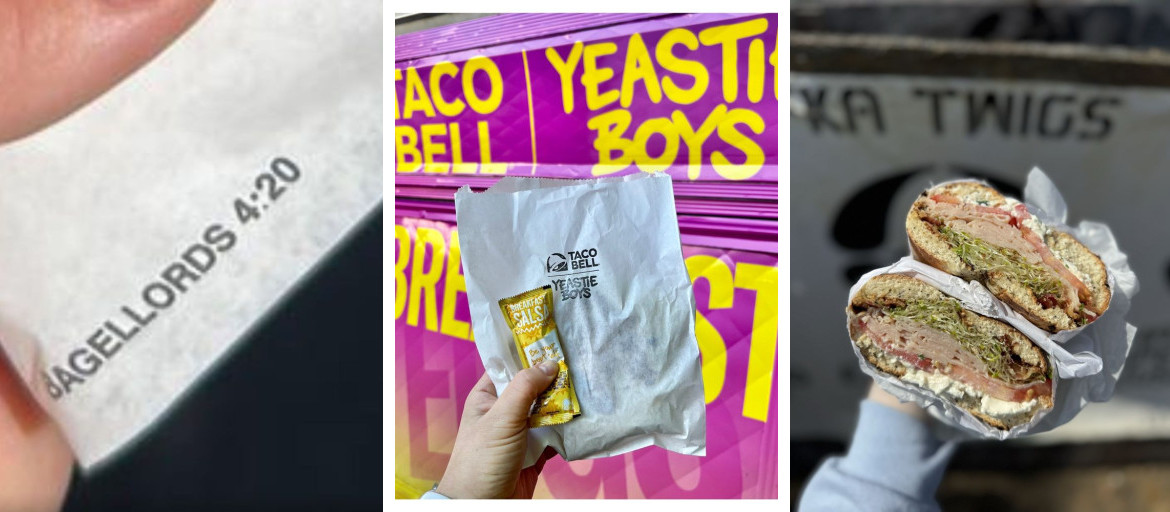 BAGELLORDS 4:20
TACO
BELL
YEASTIE
BOYS
TACO
BELL
YEASTIE
BOYS
BREAKFAST
SALSA
BRE
ST
KA TWIGS